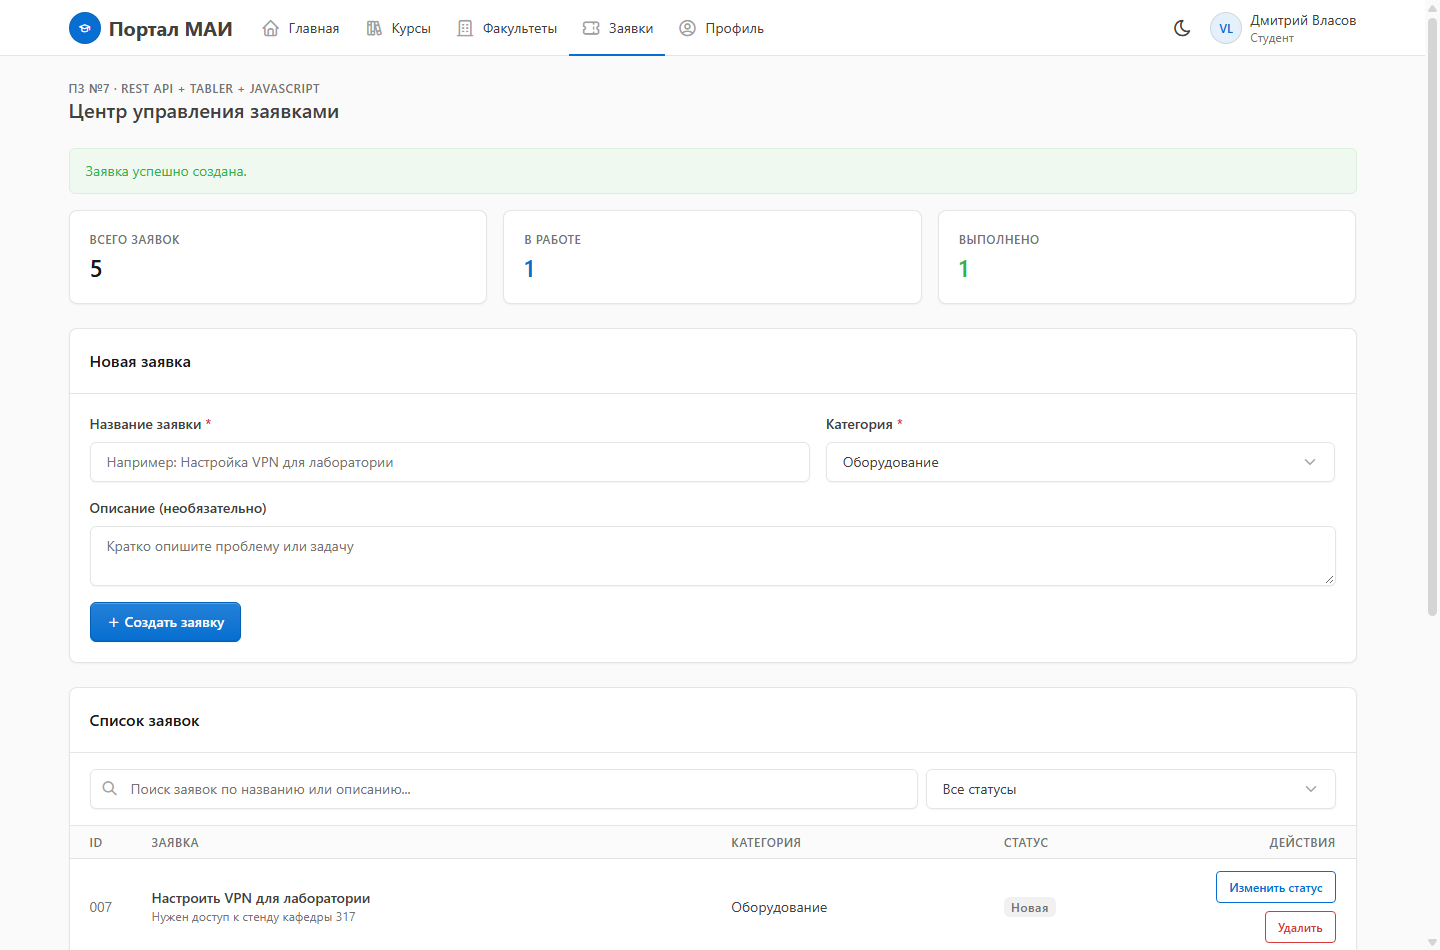 Портал МАИ
Главная
Курсы
Факультеты
Заявки
Профиль
VL
Дмитрий Власов
Студент
ПЗ №7 · REST API + TABLER + JAVASCRIPT
Центр управления заявками
Заявка успешно создана.
ВСЕГО ЗАЯВОК
5
В РАБОТЕ
1
ВЫПОЛНЕНО
1
Новая заявка
Название заявки *
Категория *
Например: Настройка VPN для лаборатории
Оборудование
Описание (необязательно)
Кратко опишите проблему или задачу
+ Создать заявку
Список заявок
Поиск заявок по названию или описанию...
Все статусы
ID ЗАЯВКА КАТЕГОРИЯ СТАТУС ДЕЙСТВИЯ
007
Настроить VPN для лаборатории
Нужен доступ к стенду кафедры 317
Оборудование
Новая
Изменить статус
Удалить